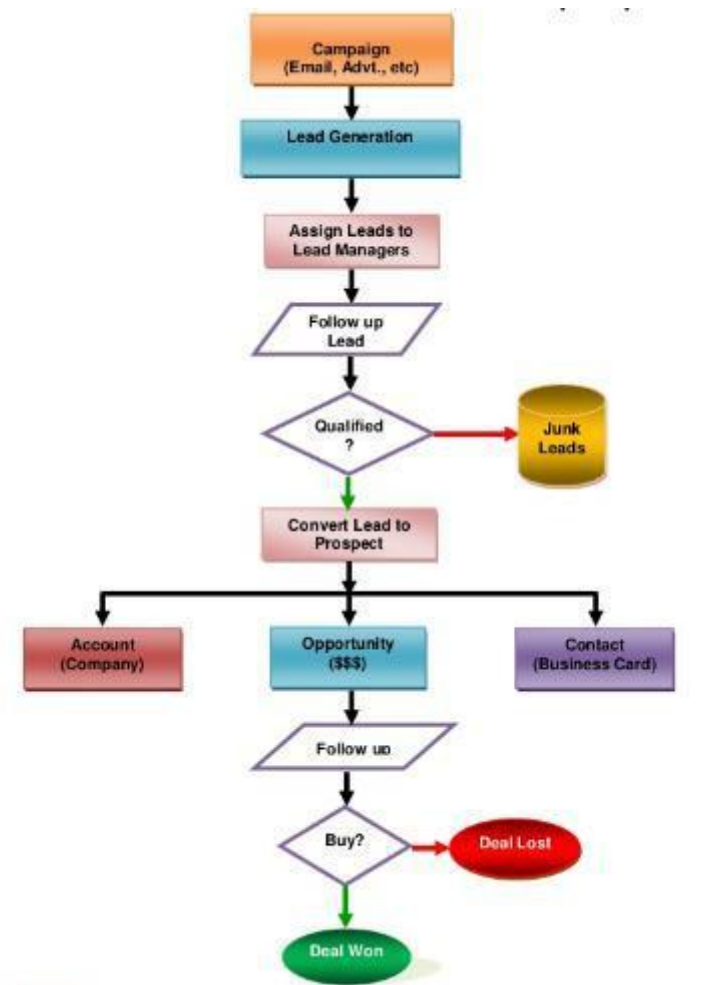 Campaign
(Email, Advt., etc)
Lead Generation
Assign Leads to
Lead Managers
Follow up
Lead
Qualified
?
Junk
Leads
Convert Lead to
Prospect
Account
(Company)
Opportunity
($$$)
Contact
(Business Card)
Follow up
Buy?
Deal Lost
Deal Won